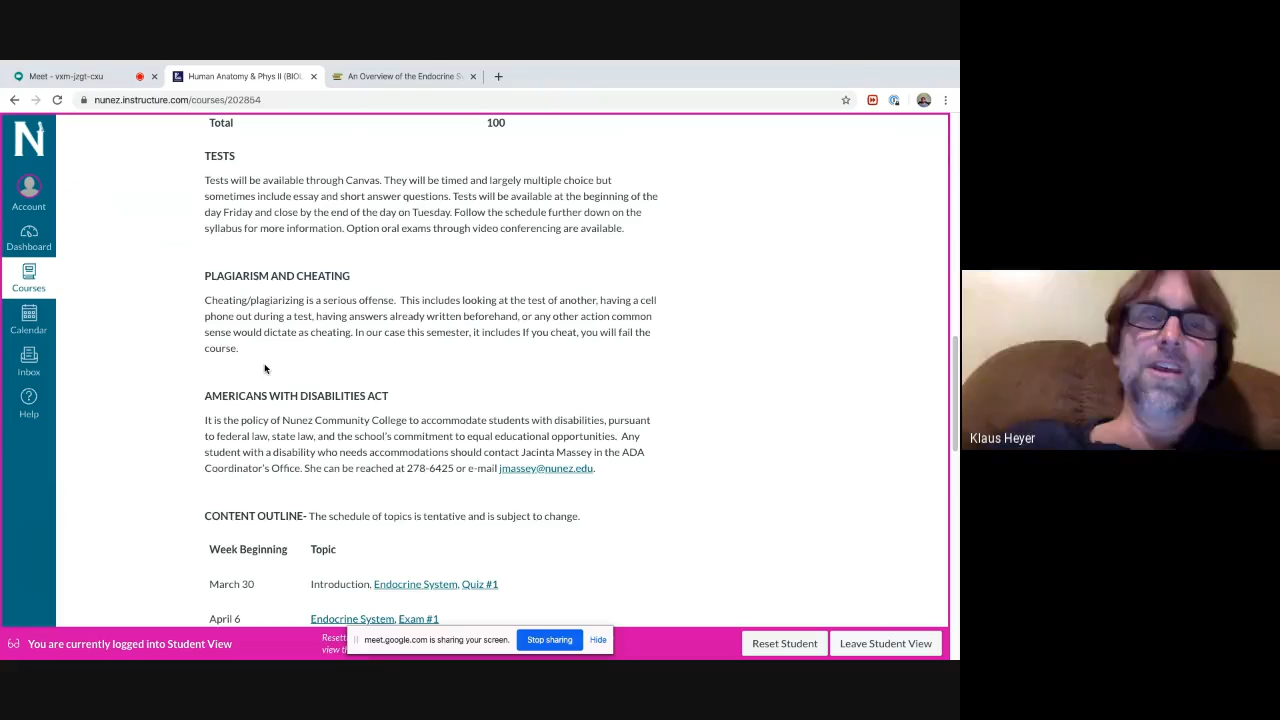 Meet - vxm-jzgt-cxu
Human Anatomy & Phys II (BIOL
An Overview of the Endocrine Sy
nunez.instructure.com/courses/202854
N
Account
Dashboard
Courses
Calendar
Inbox
Help
Total 100
TESTS
Tests will be available through Canvas. They will be timed and largely multiple choice but
sometimes include essay and short answer questions. Tests will be available at the beginning of the
day Friday and close by the end of the day on Tuesday. Follow the schedule further down on the
syllabus for more information. Option oral exams through video conferencing are available.
PLAGIARISM AND CHEATING
Cheating/plagiarizing is a serious offense. This includes looking at the test of another, having a cell
phone out during a test, having answers already written beforehand, or any other action common
sense would dictate as cheating. In our case this semester, it includes If you cheat, you will fail the
course.
AMERICANS WITH DISABILITIES ACT
It is the policy of Nunez Community College to accommodate students with disabilities, pursuant
to federal law, state law, and the school's commitment to equal educational opportunities. Any
student with a disability who needs accommodations should contact Jacinta Massey in the ADA
Coordinator's Office. She can be reached at 278-6425 or e-mail jmassey@nunez.edu.
CONTENT OUTLINE- The schedule of topics is tentative and is subject to change.
Week Beginning Topic
March 30 Introduction, Endocrine System, Quiz #1
April 6 Endocrine System, Exam #1
You are currently logged into Student View
Resett
view th
meet.google.com is sharing your screen.
Stop sharing
Hide
Reset Student
Leave Student View
Klaus Heyer